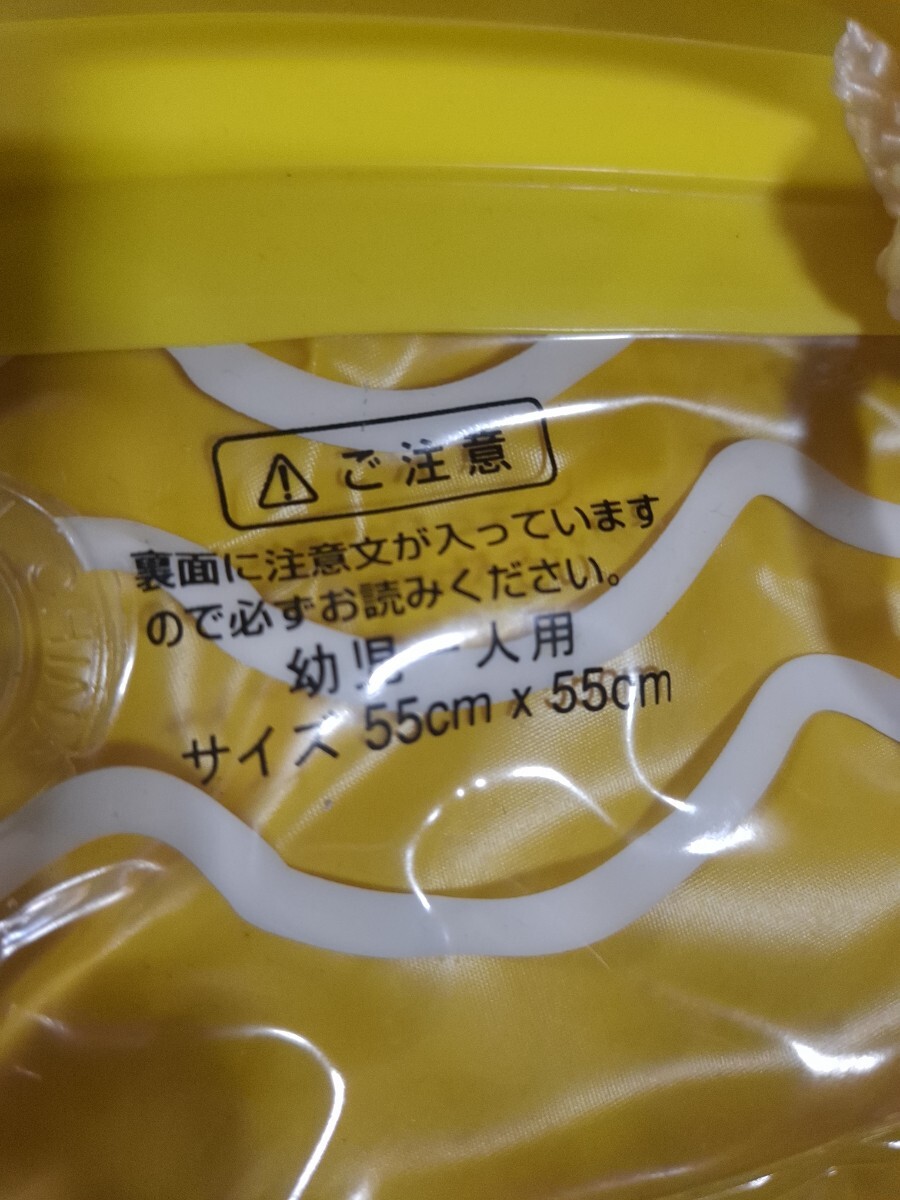 ⚠ ご注意
裏面に注意文が入っています
ので必ずお読みください。
幼児一人用
サイズ 55cm x 55cm